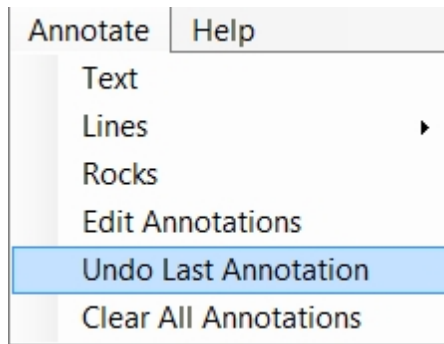 Annotate Help
Text
Lines
Rocks
Edit Annotations
Undo Last Annotation
Clear All Annotations